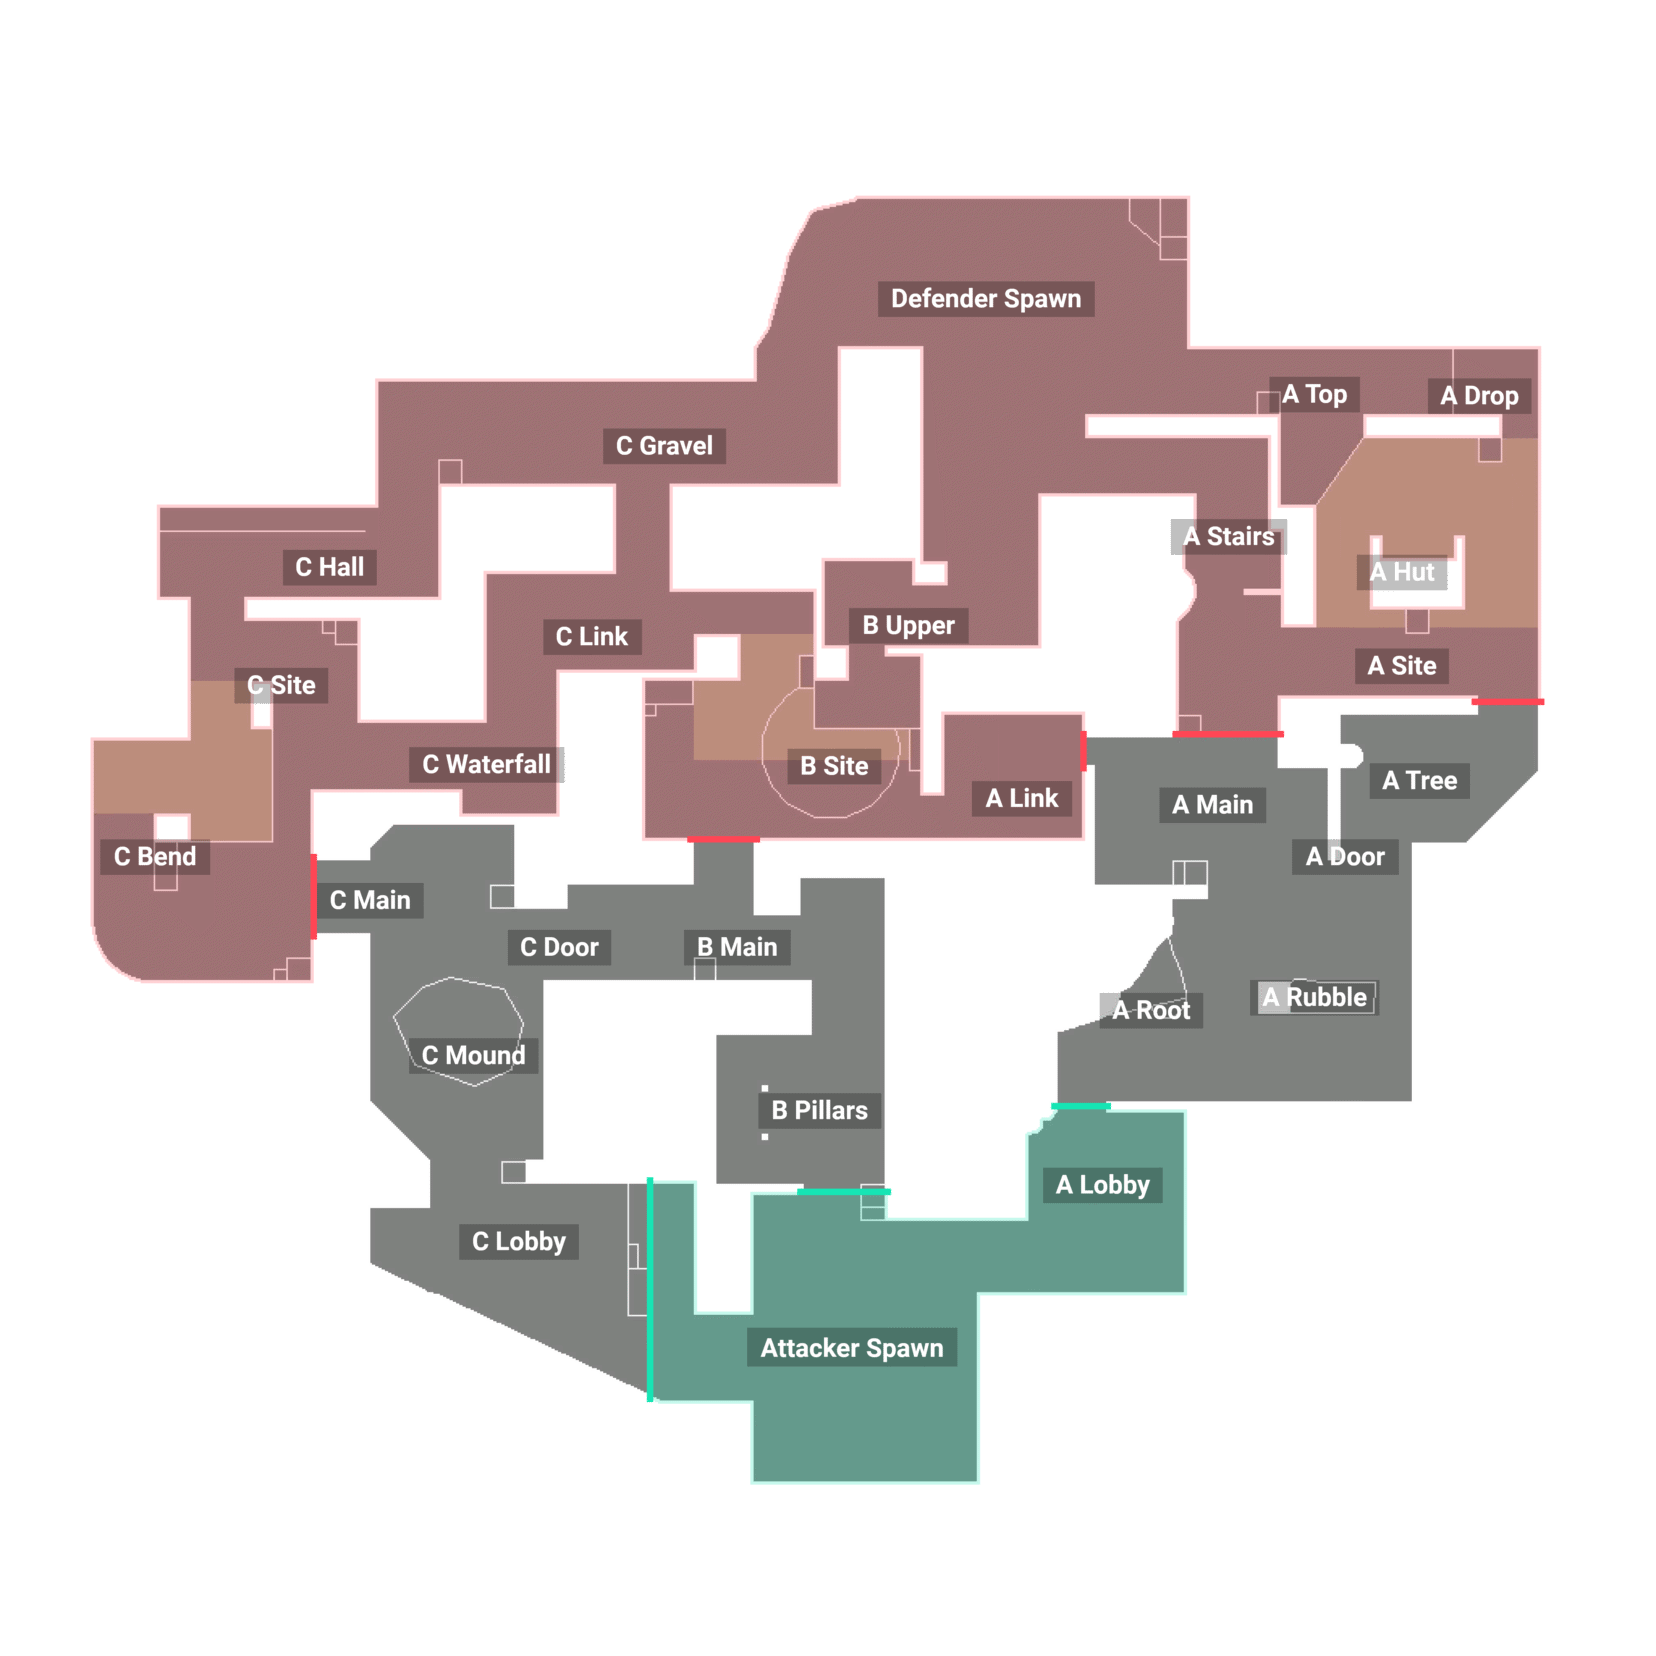 Defender Spawn
A Top
A Drop
C Gravel
A Stairs
C Hall
A Hut
B Upper
C Link
A Site
C Site
C Waterfall
B Site
A Tree
A Link
A Main
C Bend
A Door
C Main
C Door
B Main
A Rubble
A Root
C Mound
B Pillars
A Lobby
C Lobby
Attacker Spawn